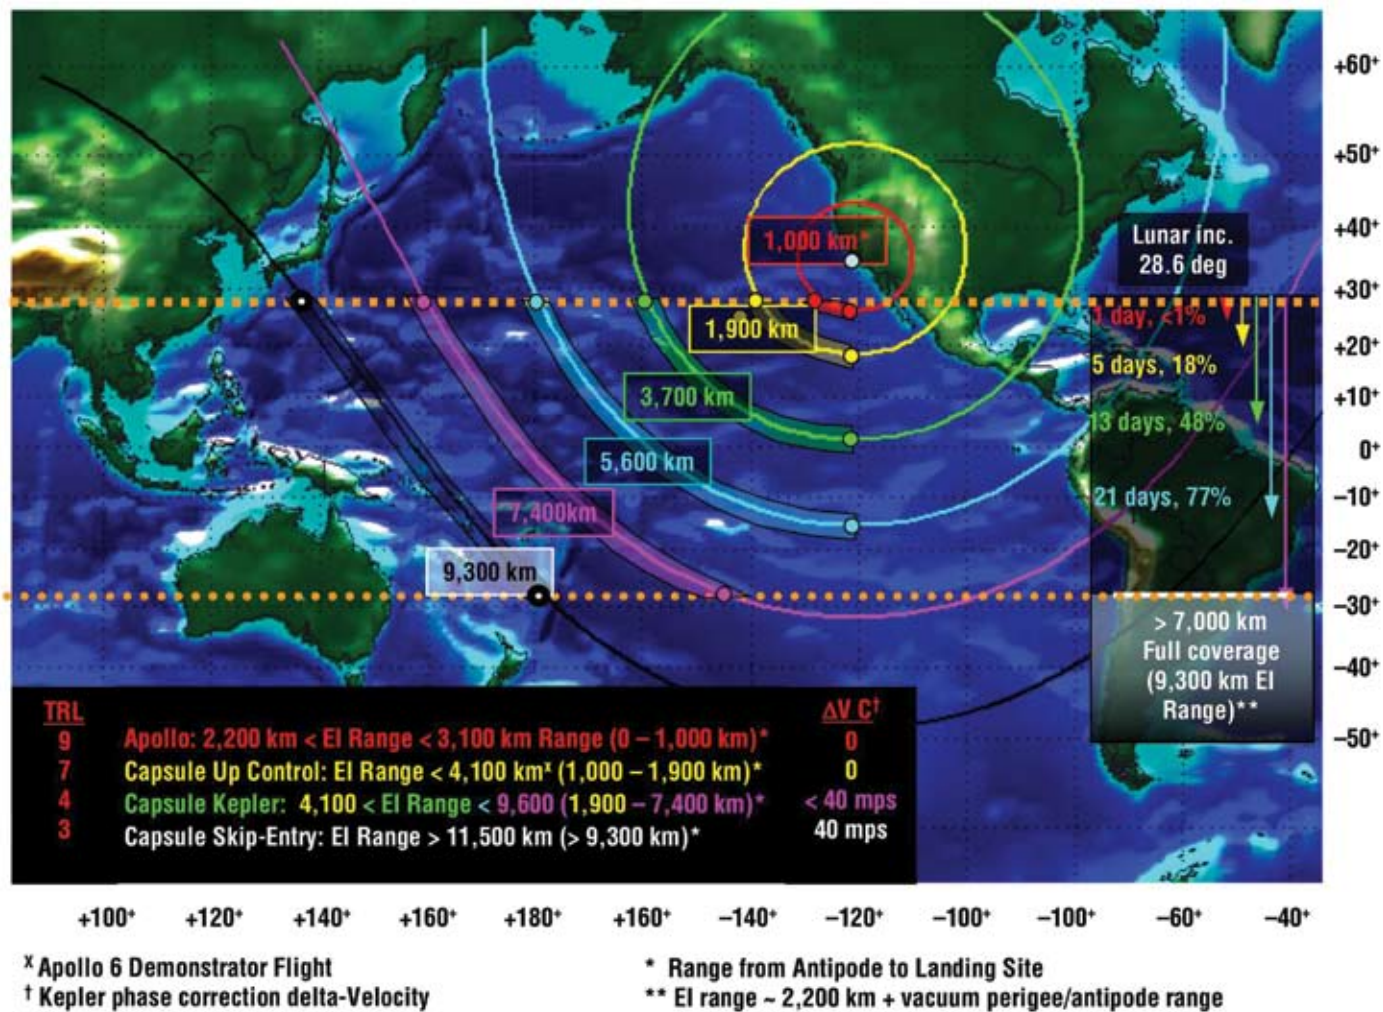 +60⁺
+50⁺
+40⁺
+30⁺
+20⁺
+10⁺
0⁺
–10⁺
–20⁺
–30⁺
–40⁺
–50⁺
1,000 km*
1,900 km
3,700 km
5,600 km
7,400km
9,300 km
Lunar inc.
28.6 deg
1 day, <1%
5 days, 18%
13 days, 48%
21 days, 77%
> 7,000 km
Full coverage
(9,300 km EI
Range)**
TRL ΔV C†
9 Apollo: 2,200 km < EI Range < 3,100 km Range (0 – 1,000 km)* 0
7 Capsule Up Control: EI Range < 4,100 kmˣ (1,000 – 1,900 km)* 0
4 Capsule Kepler: 4,100 < EI Range < 9,600 (1,900 – 7,400 km)* < 40 mps
3 Capsule Skip-Entry: EI Range > 11,500 km (> 9,300 km)* 40 mps
+100⁺ +120⁺ +140⁺ +160⁺ +180⁺ +160⁺ –140⁺ –120⁺ –100⁺ –100⁺ –60⁺ –40⁺
ˣ Apollo 6 Demonstrator Flight
† Kepler phase correction delta-Velocity
* Range from Antipode to Landing Site
** EI range ~ 2,200 km + vacuum perigee/antipode range